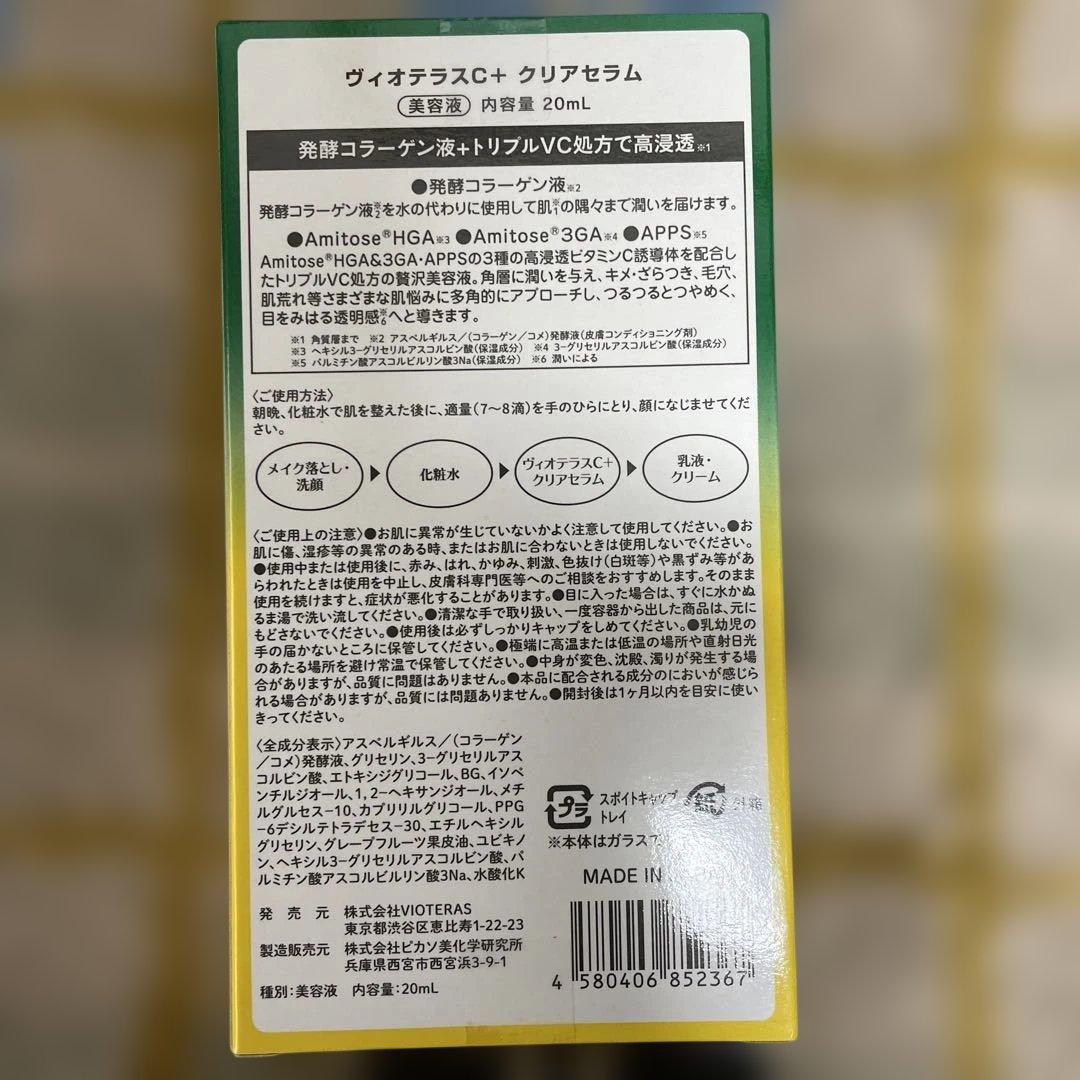 ヴィオテラスC+ クリアセラム
美容液 内容量 20mL
発酵コラーゲン液+トリプルVC処方で高浸透※1
●発酵コラーゲン液※2
発酵コラーゲン液※2を水の代わりに使用して肌※1の隅々まで潤いを届けます。
●Amitose®HGA※3 ●Amitose®3GA※4 ●APPS※5
Amitose®HGA&3GA・APPSの3種の高浸透ビタミンC誘導体を配合し
たトリプルVC処方の贅沢美容液。角層に潤いを与え、キメ・ざらつき、毛穴、
肌荒れ等さまざまな肌悩みに多角的にアプローチし、つるつるとつやめく、
目をみはる透明感※6へと導きます。
※1 角質層まで ※2 アスペルギルス/(コラーゲン/コメ)発酵液(皮膚コンディショニング剤)
※3 ヘキシル3-グリセリルアスコルビン酸(保湿成分) ※4 3-グリセリルアスコルビン酸(保湿成分)
※5 パルミチン酸アスコルビルリン酸3Na(保湿成分) ※6 潤いによる
〈ご使用方法〉
朝晩、化粧水で肌を整えた後に、適量(7〜8滴)を手のひらにとり、顔になじませてくだ
さい。
メイク落とし・
洗顔
化粧水
ヴィオテラスC+
クリアセラム
乳液・
クリーム
〈ご使用上の注意〉●お肌に異常が生じていないかよく注意して使用してください。●お
肌に傷、湿疹等の異常のある時、またはお肌に合わないときは使用しないでください。
●使用中または使用後に、赤み、はれ、かゆみ、刺激、色抜け(白斑等)や黒ずみ等があ
らわれたときは使用を中止し、皮膚科専門医等へのご相談をおすすめします。そのまま
使用を続けますと、症状が悪化することがあります。●目に入った場合は、すぐに水かぬ
るま湯で洗い流してください。●清潔な手で取り扱い、一度容器から出した商品は、元に
もどさないでください。●使用後は必ずしっかりキャップをしめてください。●乳幼児の
手の届かないところに保管してください。●極端に高温または低温の場所や直射日光
のあたる場所を避け常温で保管してください。●中身が変色、沈殿、濁りが発生する場
合がありますが、品質に問題はありません。●本品に配合される成分のにおいが感じら
れる場合がありますが、品質には問題ありません。●開封後は1ヶ月以内を目安に使い
きってください。
〈全成分表示〉アスペルギルス/(コラーゲン
/コメ)発酵液、グリセリン、3-グリセリルアス
コルビン酸、エトキシジグリコール、BG、イソペ
ンチルジオール、1,2-ヘキサンジオール、メチ
ルグルセス-10、カプリリルグリコール、PPG
-6デシルテトラデセス-30、エチルヘキシル
グリセリン、グレープフルーツ果皮油、ユビキノ
ン、ヘキシル3-グリセリルアスコルビン酸、パ
ルミチン酸アスコルビルリン酸3Na、水酸化K
プラ
スポイトキャップ
トレイ
紙
外箱
※本体はガラスで
MADE IN
発売元 株式会社VIOTERAS
東京都渋谷区恵比寿1-22-23
製造販売元 株式会社ピカソ美化学研究所
兵庫県西宮市西宮浜3-9-1
種別:美容液 内容量:20mL
4 580406 852367